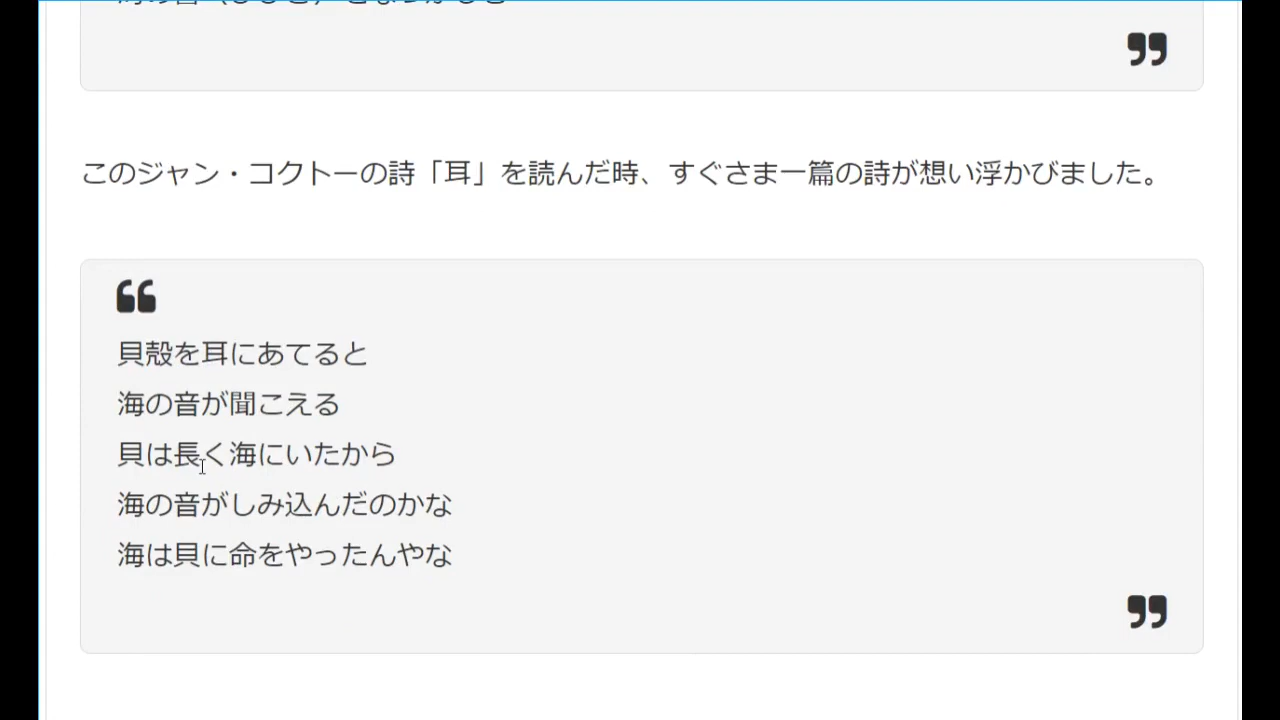 このジャン・コクトーの詩「耳」を読んだ時、すぐさま一篇の詩が想い浮かびました。
貝殻を耳にあてると
海の音が聞こえる
貝は長く海にいたから
海の音がしみ込んだのかな
海は貝に命をやったんやな